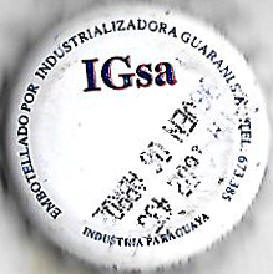 EMBOTELLADO POR INDUSTRIALIZADORA GUARANI S.A. TEL. 673.385
IGsa
INDUSTRIA PARAGUAYA